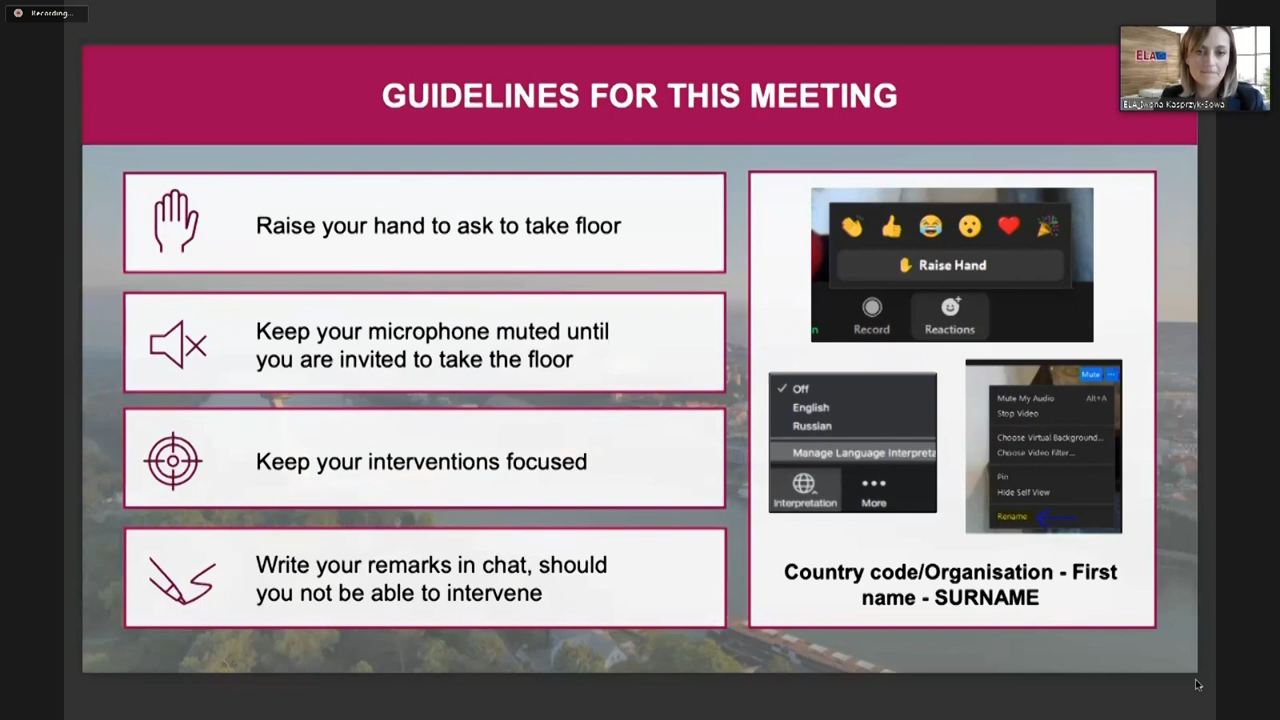 Recording...
GUIDELINES FOR THIS MEETING
ELA
ELA_Iwona Kasprzyk-Sowa
Raise your hand to ask to take floor
Keep your microphone muted until
you are invited to take the floor
Keep your interventions focused
Write your remarks in chat, should
you not be able to intervene
Raise Hand
n
Record
Reactions
Off
English
Russian
Manage Language Interpreta
Interpretation
More
Mute
Mute My Audio Alt+A
Stop Video
Choose Virtual Background...
Choose Video Filter...
Pin
Hide Self View
Rename
Country code/Organisation - First
name - SURNAME